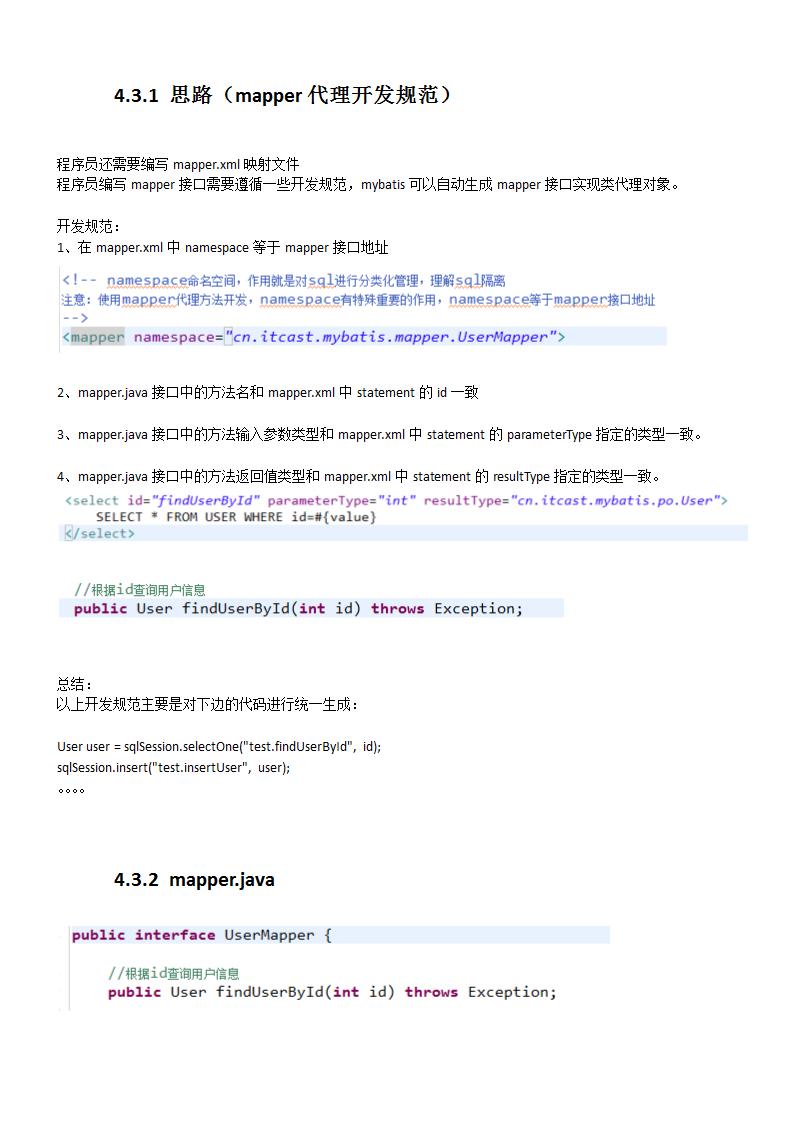 4.3.1 思路（mapper 代理开发规范）
程序员还需要编写 mapper.xml 映射文件
程序员编写 mapper 接口需要遵循一些开发规范，mybatis 可以自动生成 mapper 接口实现类代理对象。
开发规范：
1、在 mapper.xml 中 namespace 等于 mapper 接口地址
<!-- namespace命名空间，作用就是对sql进行分类化管理，理解sql隔离
注意：使用mapper代理方法开发，namespace有特殊重要的作用，namespace等于mapper接口地址
-->
<mapper namespace="cn.itcast.mybatis.mapper.UserMapper">
2、mapper.java 接口中的方法名和 mapper.xml 中 statement 的 id 一致
3、mapper.java 接口中的方法输入参数类型和 mapper.xml 中 statement 的 parameterType 指定的类型一致。
4、mapper.java 接口中的方法返回值类型和 mapper.xml 中 statement 的 resultType 指定的类型一致。
<select id="findUserById" parameterType="int" resultType="cn.itcast.mybatis.po.User">
SELECT * FROM USER WHERE id=#{value}
</select>
//根据id查询用户信息
public User findUserById(int id) throws Exception;
总结：
以上开发规范主要是对下边的代码进行统一生成：
User user = sqlSession.selectOne("test.findUserById", id);
sqlSession.insert("test.insertUser", user);
。。。。
4.3.2 mapper.java
public interface UserMapper {
//根据id查询用户信息
public User findUserById(int id) throws Exception;